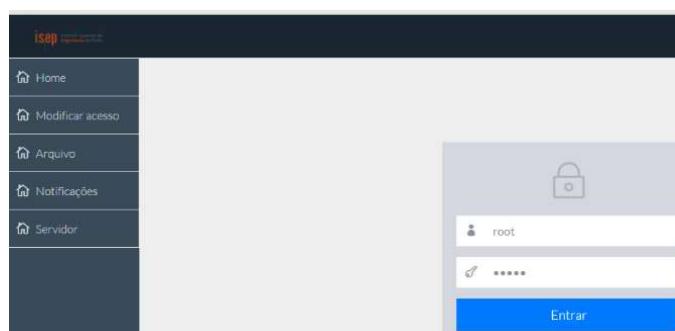 isep
Home
Modificar acesso
Arquivo
Notificações
Servidor
root
•••••
Entrar